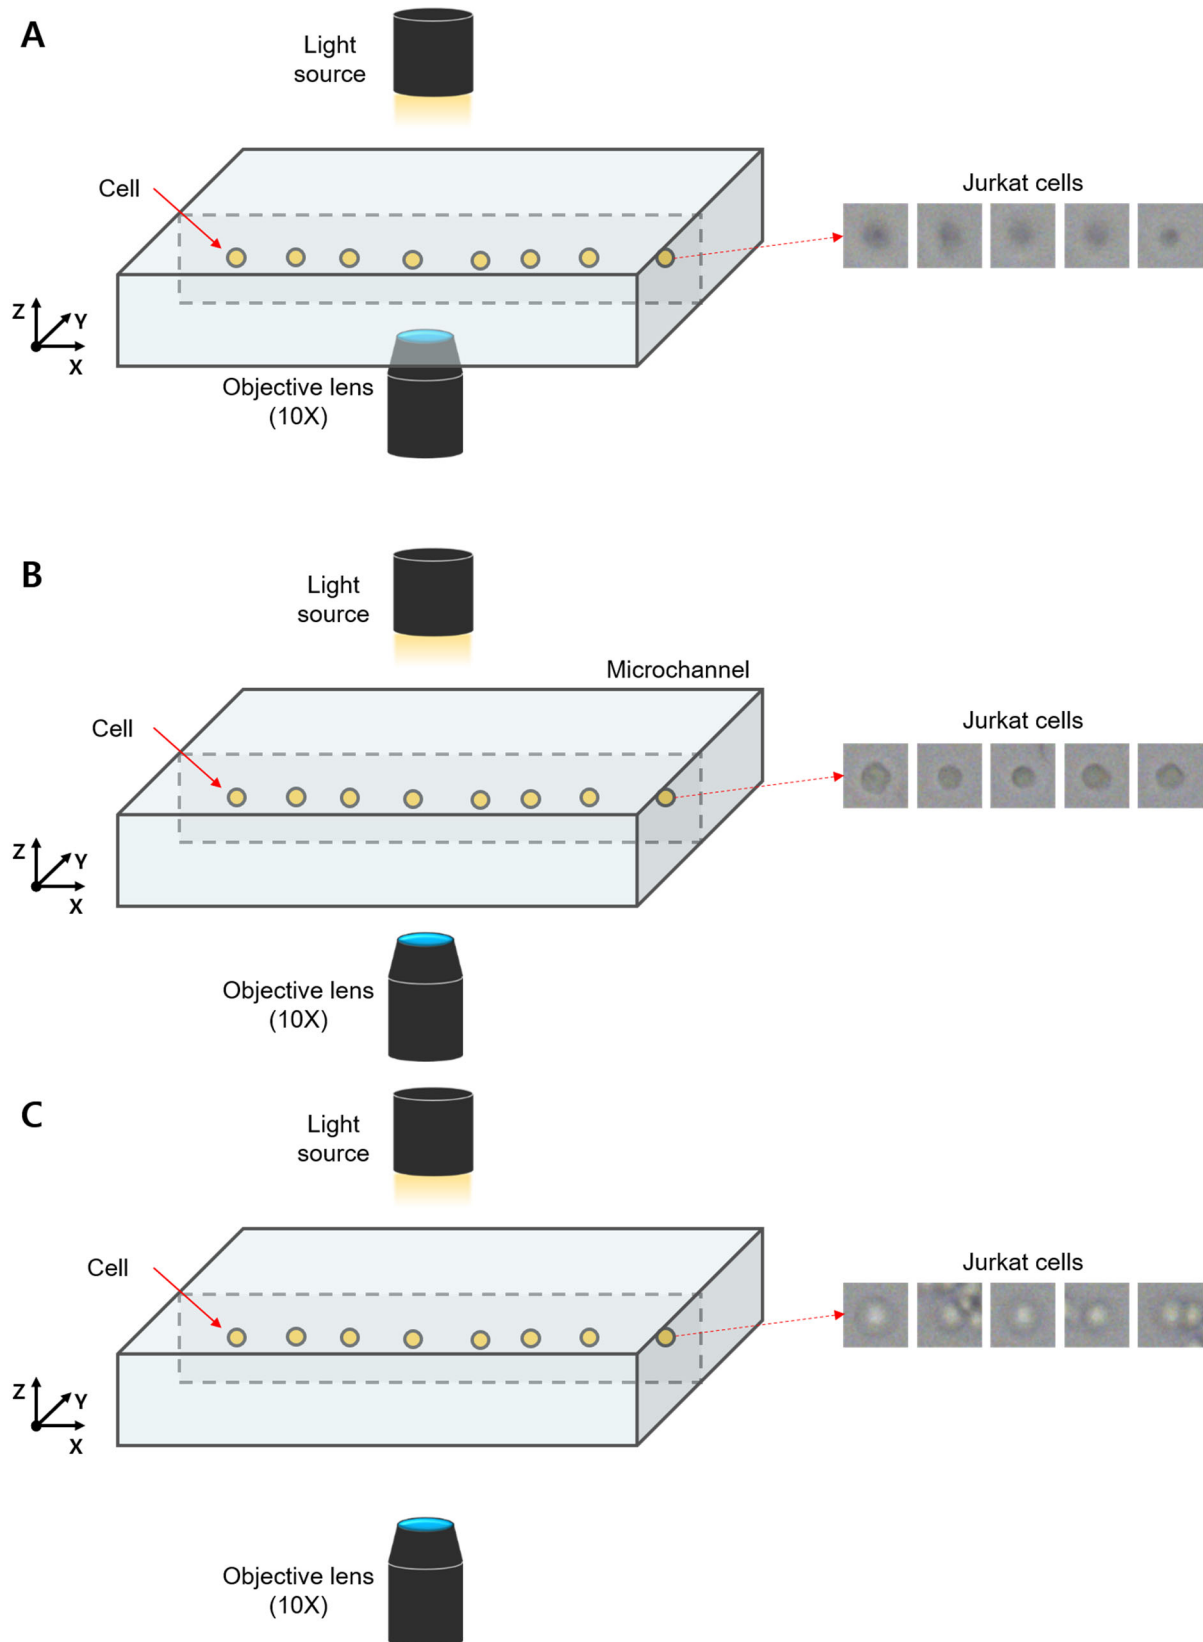 A
Light
source
Cell
Jurkat cells
Z
Y
X
Objective lens
(10X)
B
Light
source
Microchannel
Cell
Jurkat cells
Z
Y
X
Objective lens
(10X)
C
Light
source
Cell
Jurkat cells
Z
Y
X
Objective lens
(10X)